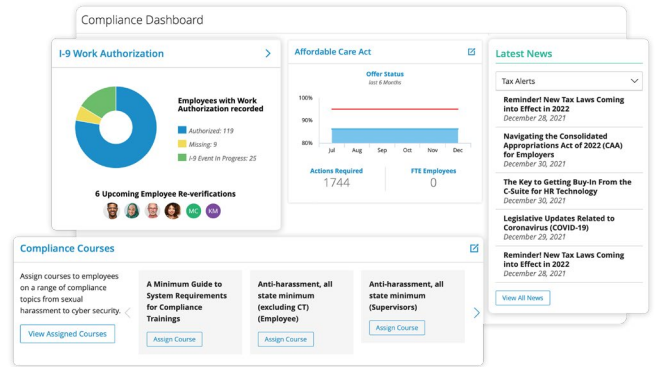 Compliance Dashboard
I-9 Work Authorization
Employees with Work
Authorization recorded
Authorized: 119
Missing: 9
I-9 Event In Progress: 25
6 Upcoming Employee Re-verifications
MC
KM
Affordable Care Act
Offer Status
last 6 Months
100%
90%
80%
Jul
Aug
Sep
Oct
Nov
Dec
Actions Required
1744
FTE Employees
0
Latest News
Tax Alerts
Reminder! New Tax Laws Coming
into Effect in 2022
December 28, 2021
Navigating the Consolidated
Appropriations Act of 2022 (CAA)
for Employers
December 30, 2021
The Key to Getting Buy-In From the
C-Suite for HR Technology
December 30, 2021
Legislative Updates Related to
Coronavirus (COVID-19)
December 29, 2021
Reminder! New Tax Laws Coming
into Effect in 2022
December 28, 2021
View All News
Compliance Courses
Assign courses to employees
on a range of compliance
topics from sexual
harassment to cyber security.
View Assigned Courses
A Minimum Guide to
System Requirements
for Compliance
Trainings
Assign Course
Anti-harassment, all
state minimum
(excluding CT)
(Employee)
Assign Course
Anti-harassment, all
state minimum
(Supervisors)
Assign Course